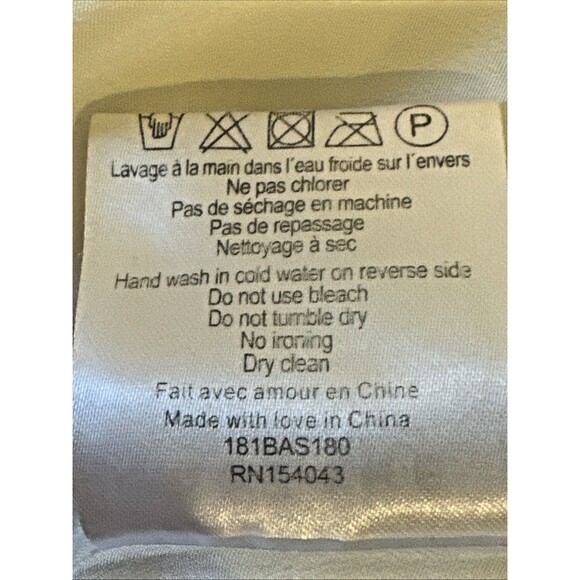 P
Lavage à la main dans l'eau froide sur l'envers
Ne pas chlorer
Pas de séchage en machine
Pas de repassage
Nettoyage à sec
Hand wash in cold water on reverse side
Do not use bleach
Do not tumble dry
No ironing
Dry clean
Fait avec amour en Chine
Made with love in China
181BAS180
RN154043